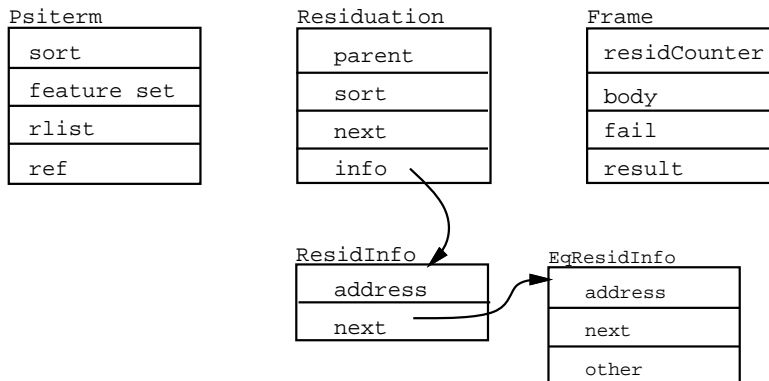 Psiterm
sort
feature set
rlist
ref
Residuation
parent
sort
next
info
Frame
residCounter
body
fail
result
ResidInfo
address
next
EqResidInfo
address
next
other